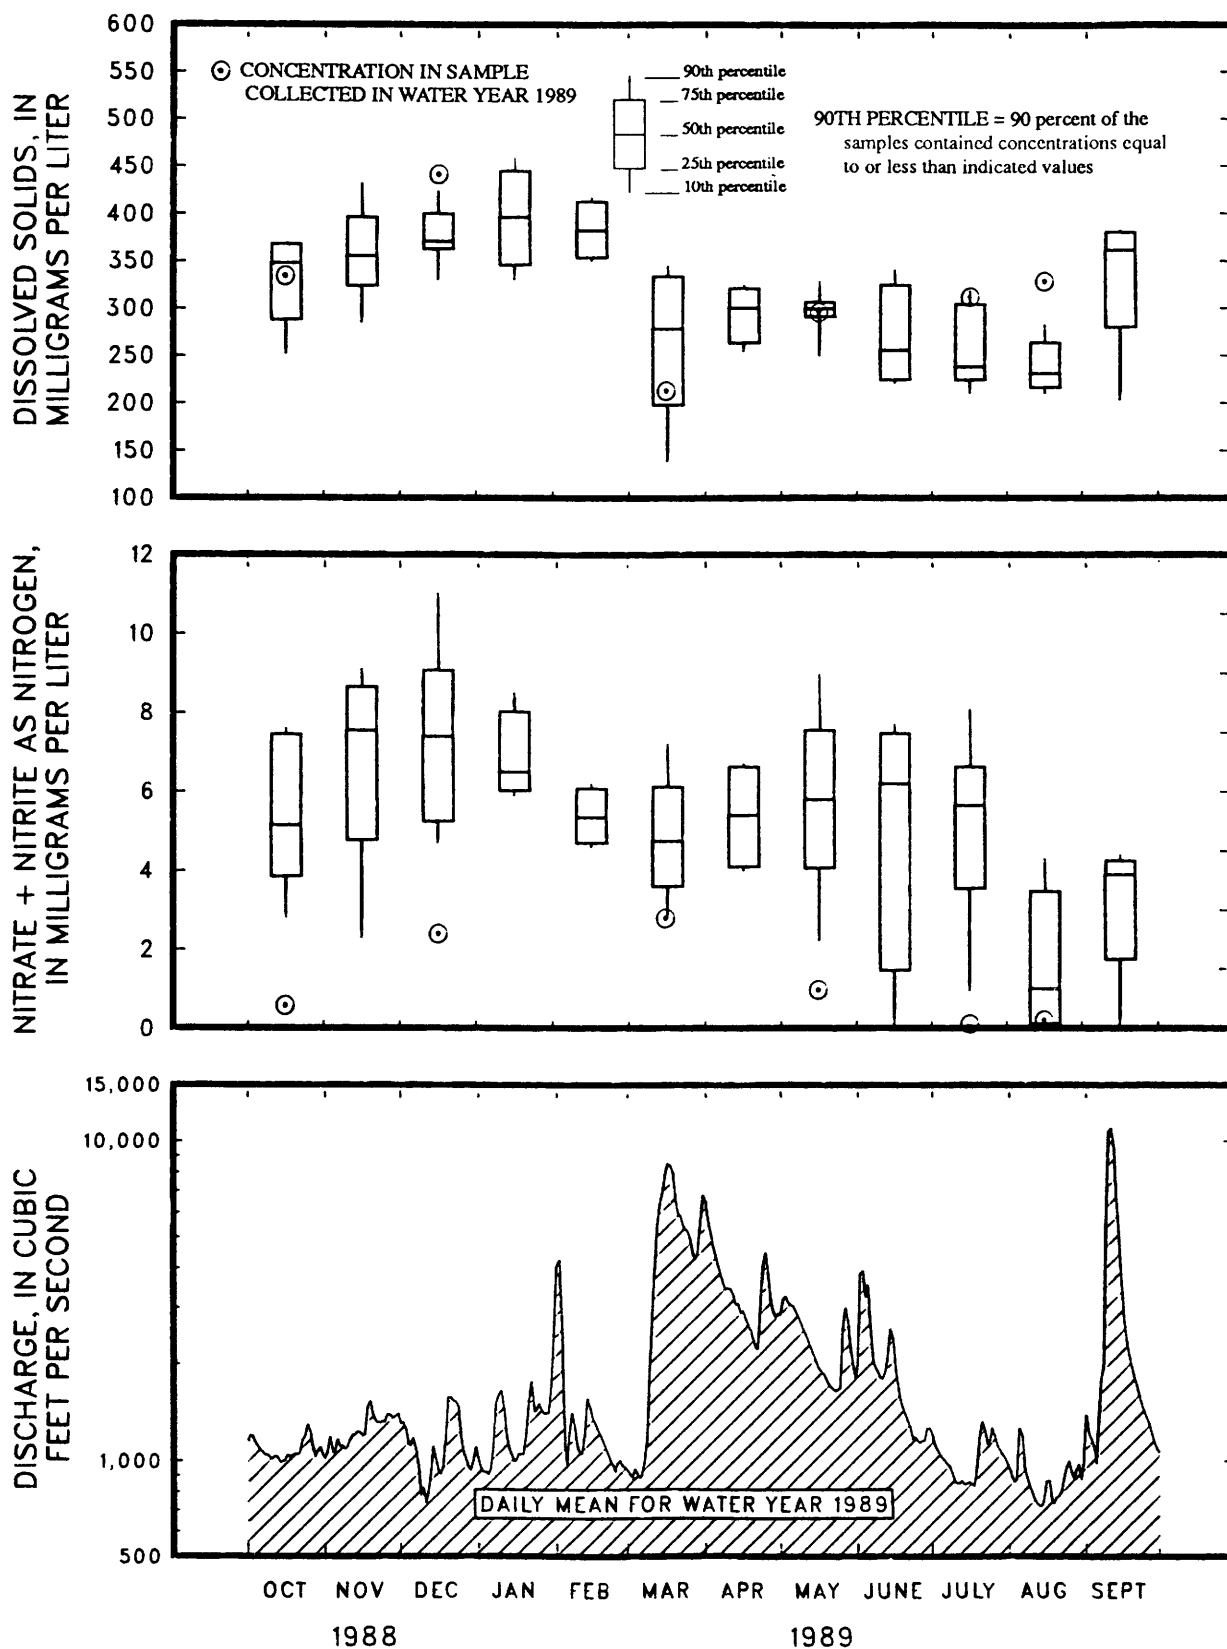 600
550
500
450
400
350
300
250
200
150
100
DISSOLVED SOLIDS, IN
MILLIGRAMS PER LITER
CONCENTRATION IN SAMPLE
COLLECTED IN WATER YEAR 1989
90th percentile
75th percentile
50th percentile
25th percentile
10th percentile
90TH PERCENTILE = 90 percent of the
samples contained concentrations equal
to or less than indicated values
12
10
8
6
4
2
0
NITRATE + NITRITE AS NITROGEN,
IN MILLIGRAMS PER LITER
15,000
10,000
1,000
500
DISCHARGE, IN CUBIC
FEET PER SECOND
DAILY MEAN FOR WATER YEAR 1989
OCT NOV DEC JAN FEB MAR APR MAY JUNE JULY AUG SEPT
1988 1989